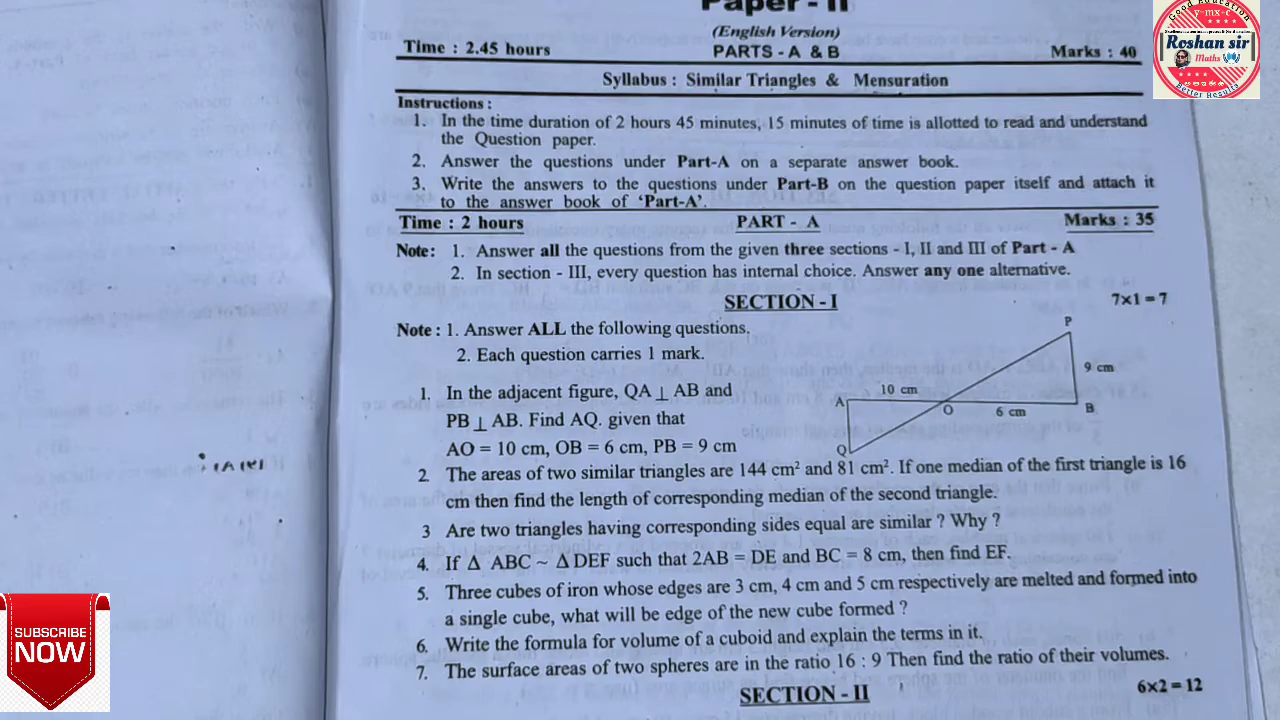 Paper - II
(English Version)
Time : 2.45 hours PARTS - A & B Marks : 40
Syllabus : Similar Triangles & Mensuration
Instructions :
1. In the time duration of 2 hours 45 minutes, 15 minutes of time is allotted to read and understand
the Question paper.
2. Answer the questions under Part-A on a separate answer book.
3. Write the answers to the questions under Part-B on the question paper itself and attach it
to the answer book of ‘Part-A’.
Time : 2 hours PART - A Marks : 35
Note: 1. Answer all the questions from the given three sections - I, II and III of Part - A
2. In section - III, every question has internal choice. Answer any one alternative.
SECTION - I 7×1 = 7
Note : 1. Answer ALL the following questions.
2. Each question carries 1 mark.
1. In the adjacent figure, QA ⊥ AB and
PB ⊥ AB. Find AQ. given that
AO = 10 cm, OB = 6 cm, PB = 9 cm
P
9 cm
10 cm
A
O
6 cm
B
Q
2 The areas of two similar triangles are 144 cm² and 81 cm². If one median of the first triangle is 16
cm then find the length of corresponding median of the second triangle.
3 Are two triangles having corresponding sides equal are similar ? Why ?
4. If Δ ABC ~ Δ DEF such that 2AB = DE and BC = 8 cm, then find EF.
5. Three cubes of iron whose edges are 3 cm, 4 cm and 5 cm respectively are melted and formed into
a single cube, what will be edge of the new cube formed ?
6. Write the formula for volume of a cuboid and explain the terms in it.
7. The surface areas of two spheres are in the ratio 16 : 9 Then find the ratio of their volumes.
SECTION - II 6×2 = 12
Good Education
y=mx+c
Roshan sir
Maths
Better Results
SUBSCRIBE
NOW